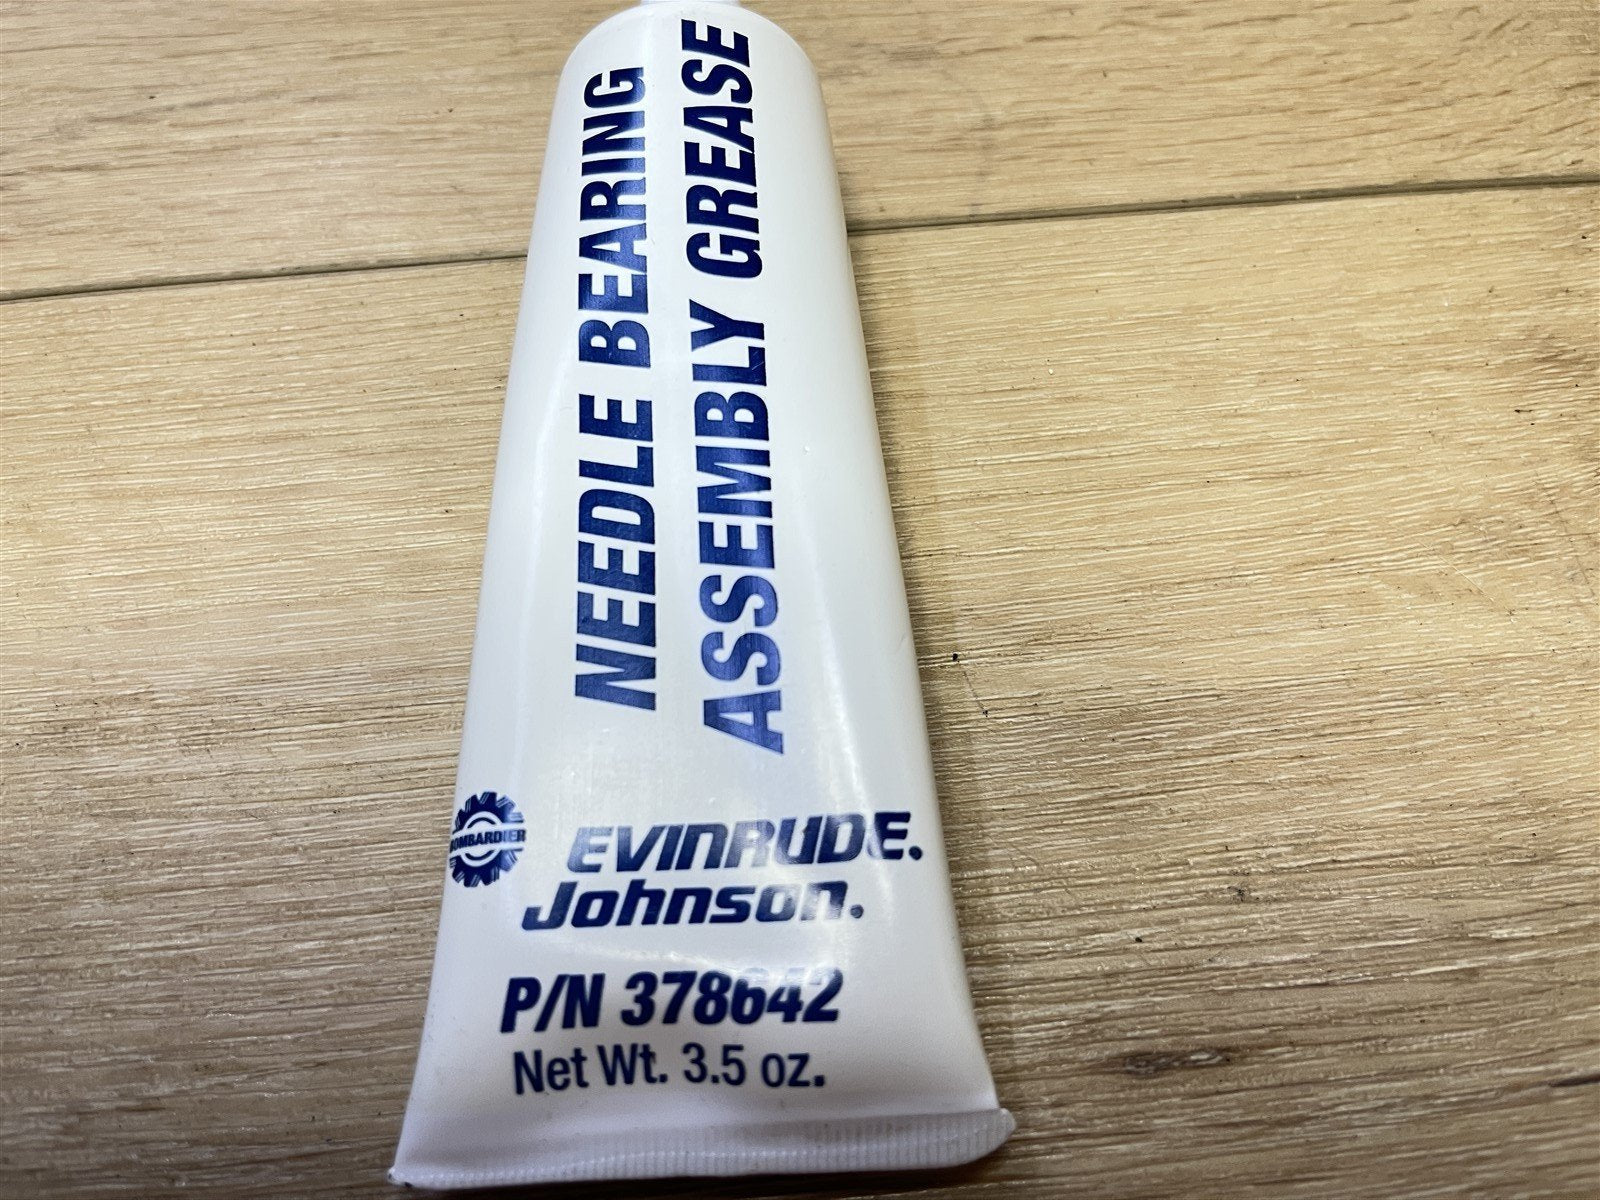 NEEDLE BEARING
ASSEMBLY GREASE
BOMBARDIER
EVINRUDE.
Johnson.
P/N 378642
Net Wt. 3.5 oz.